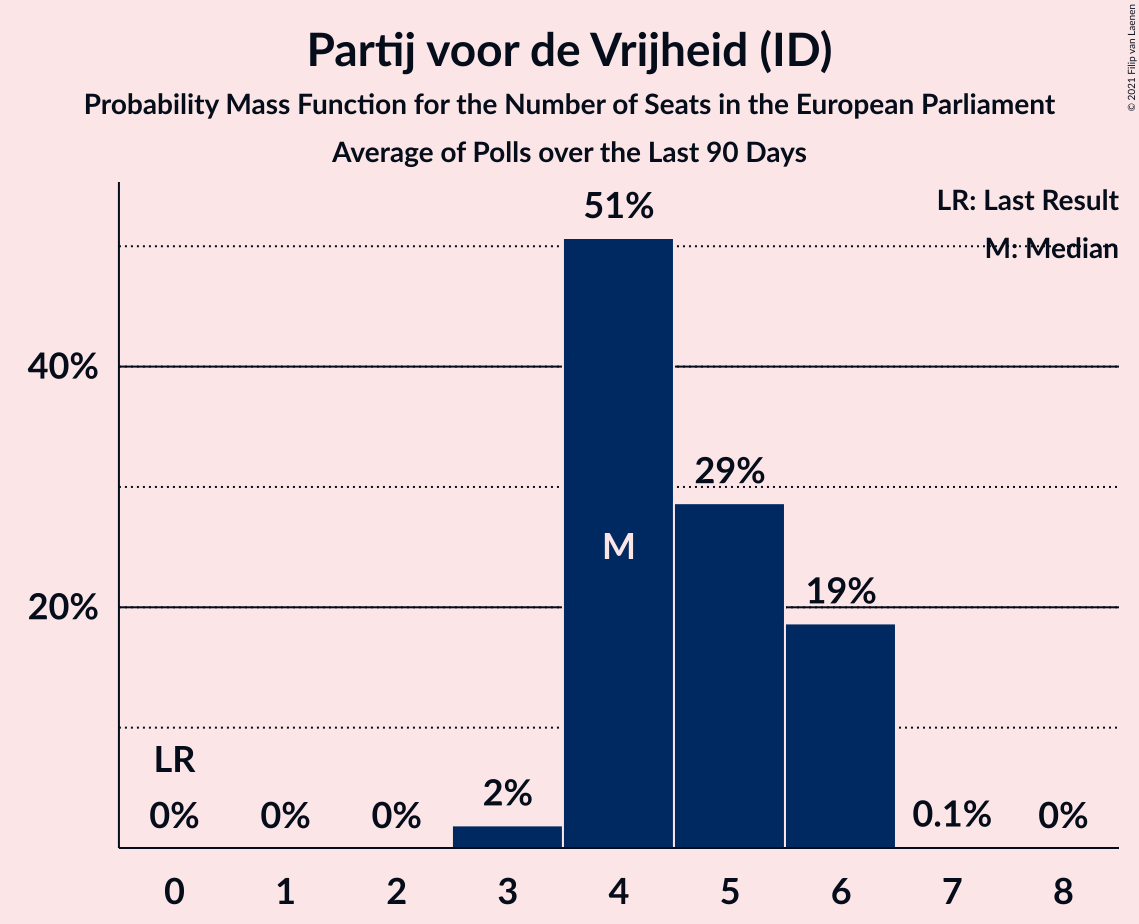 Partij voor de Vrijheid (ID)
Probability Mass Function for the Number of Seats in the European Parliament
Average of Polls over the Last 90 Days
© 2021 Filip van Laenen
LR: Last Result
M: Median
51%
40%
29%
M
20%
19%
LR
0%
0%
0%
2%
0.1%
0%
0 1 2 3 4 5 6 7 8